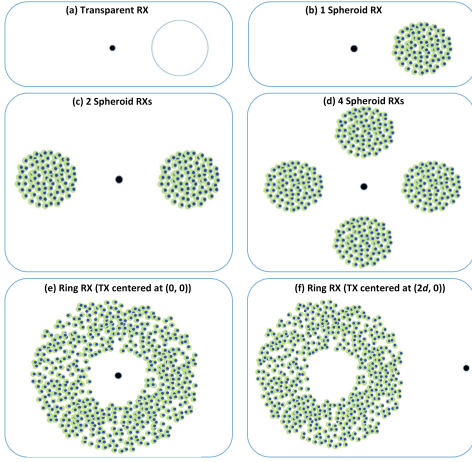 (a) Transparent RX
(b) 1 Spheroid RX
(c) 2 Spheroid RXs
(d) 4 Spheroid RXs
(e) Ring RX (TX centered at (0, 0))
(f) Ring RX (TX centered at (2d, 0))